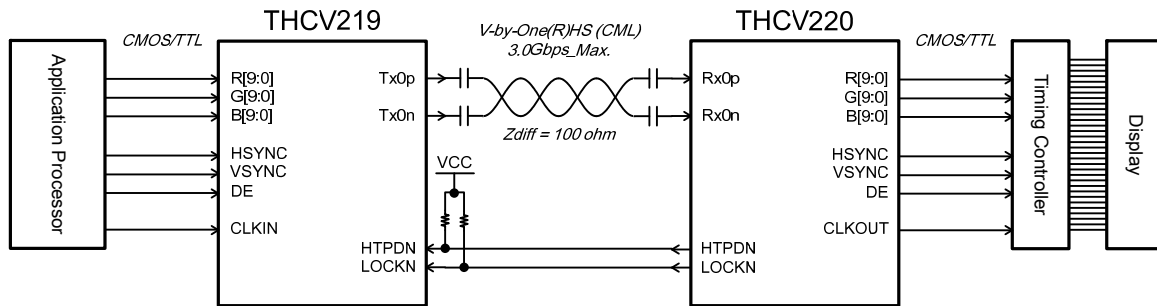 THCV219
THCV220
CMOS/TTL
V-by-One(R)HS (CML)
3.0Gbps_Max.
CMOS/TTL
Application Processor
R[9:0]
G[9:0]
B[9:0]
HSYNC
VSYNC
DE
CLKIN
Tx0p
Tx0n
Zdiff = 100 ohm
VCC
HTPDN
LOCKN
Rx0p
Rx0n
HTPDN
LOCKN
R[9:0]
G[9:0]
B[9:0]
HSYNC
VSYNC
DE
CLKOUT
Timing Controller
Display